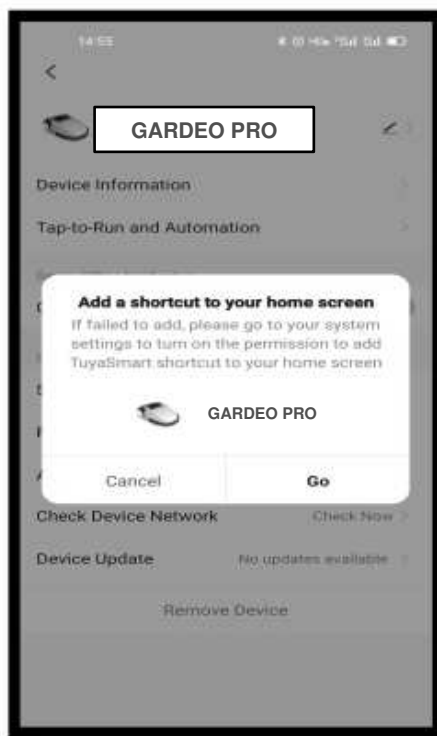 14:55
GARDEO PRO
Device Information
Tap-to-Run and Automation
Add a shortcut to your home screen
If failed to add, please go to your system
settings to turn on the permission to add
TuyaSmart shortcut to your home screen
GARDEO PRO
Cancel
Go
Check Device Network
Check Now
Device Update
No updates available
Remove Device